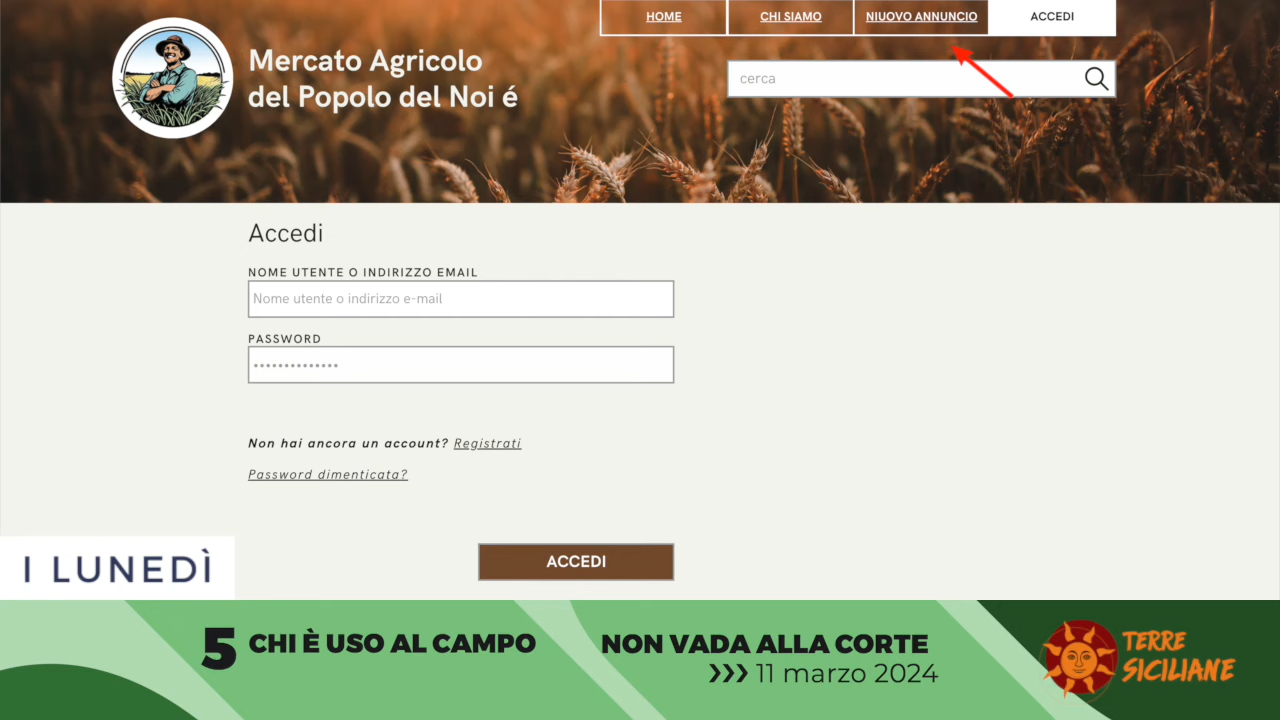 HOME
CHI SIAMO
NIUOVO ANNUNCIO
ACCEDI
Mercato Agricolo
del Popolo del Noi é
cerca
Accedi
NOME UTENTE O INDIRIZZO EMAIL
Nome utente o indirizzo e-mail
PASSWORD
••••••••••••••
Non hai ancora un account? Registrati
Password dimenticata?
ACCEDI
I LUNEDÌ
5 CHI È USO AL CAMPO NON VADA ALLA CORTE
❯❯❯ 11 marzo 2024
TERRE
SICILIANE